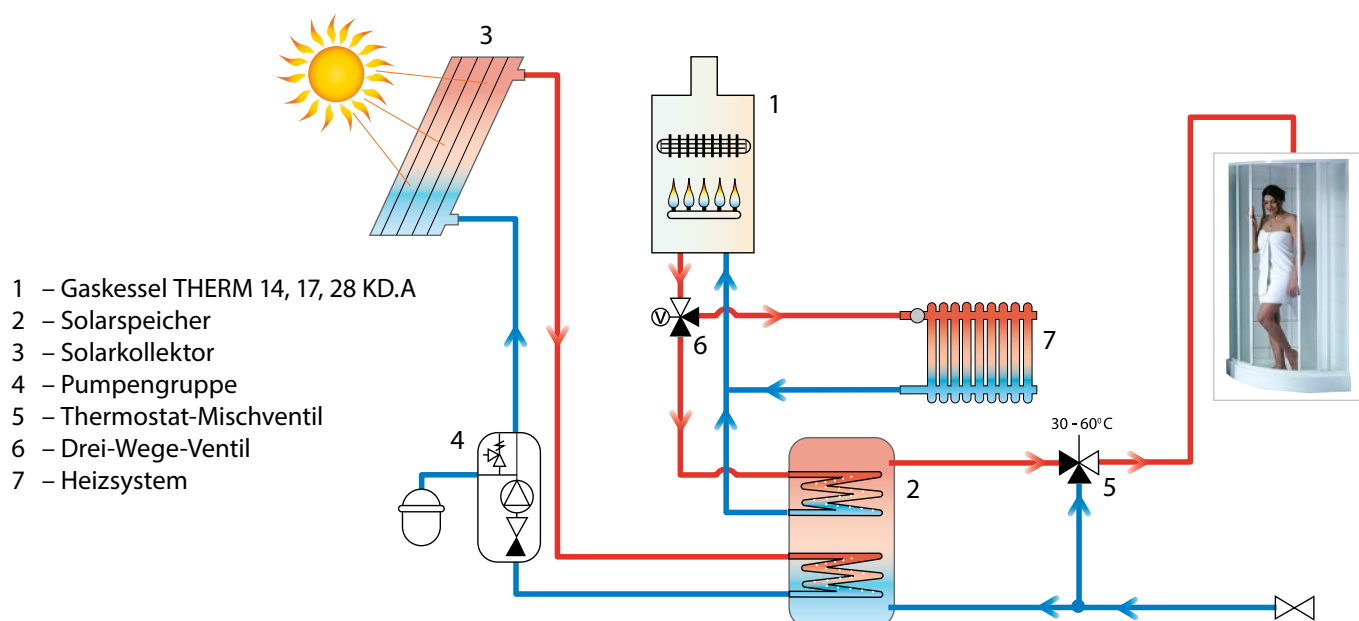 3
1
1 – Gaskessel THERM 14, 17, 28 KD.A
2 – Solarspeicher
3 – Solarkollektor
4 – Pumpengruppe
5 – Thermostat-Mischventil
6 – Drei-Wege-Ventil
7 – Heizsystem
V
6
7
30 - 60°C
4
2
5